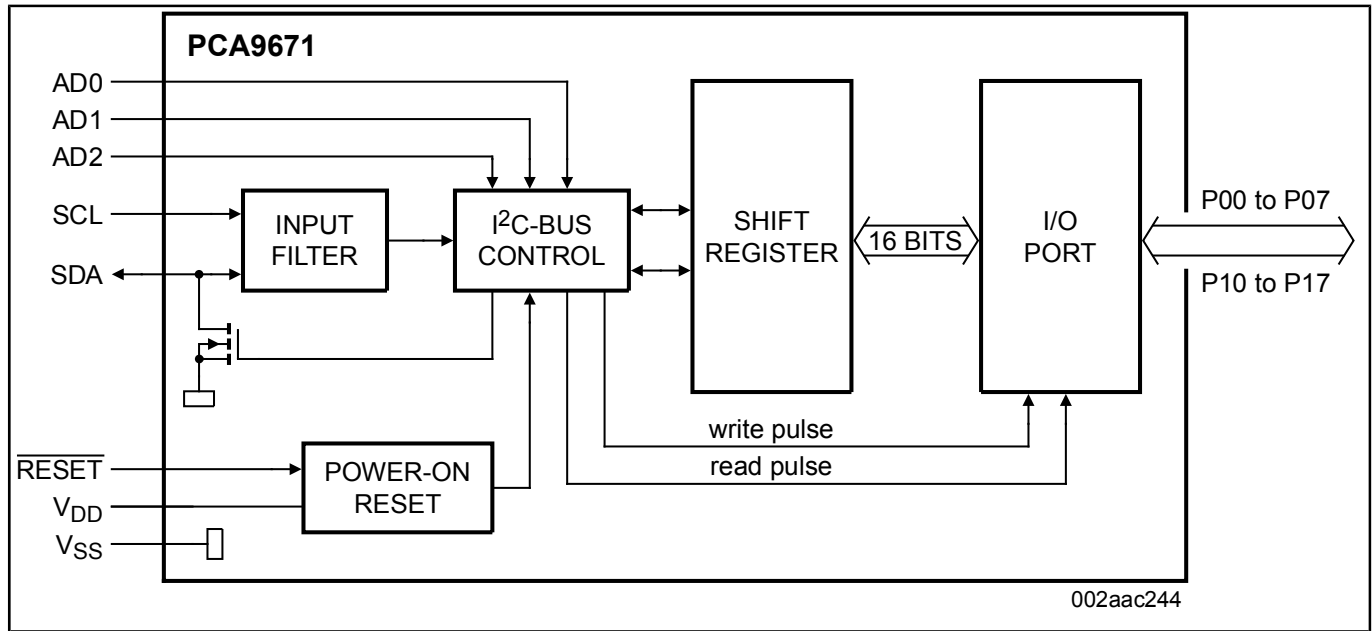 PCA9671
AD0
AD1
AD2
SCL
SDA
INPUT
FILTER
I²C-BUS
CONTROL
SHIFT
REGISTER
16 BITS
I/O
PORT
P00 to P07
P10 to P17
write pulse
read pulse
RESET
POWER-ON
RESET
VDD
VSS
002aac244